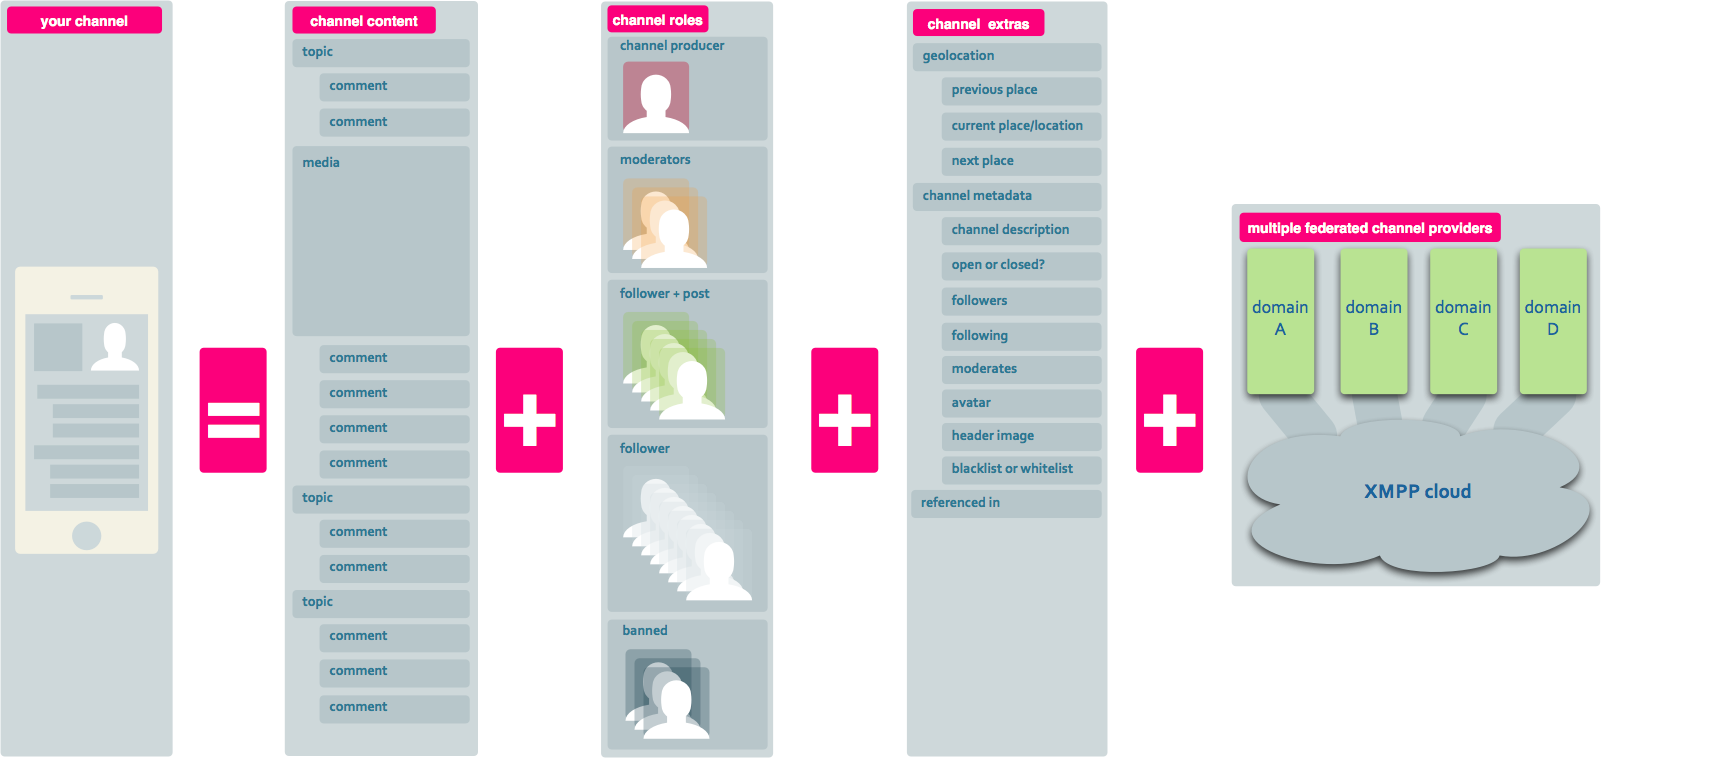 your channel
=
channel content
topic
comment
comment
media
comment
comment
comment
comment
topic
comment
comment
topic
comment
comment
comment
+
channel roles
channel producer
moderators
follower + post
follower
banned
+
channel extras
geolocation
previous place
current place/location
next place
channel metadata
channel description
open or closed?
followers
following
moderates
avatar
header image
blacklist or whitelist
referenced in
+
multiple federated channel providers
domain
A
domain
B
domain
C
domain
D
XMPP cloud